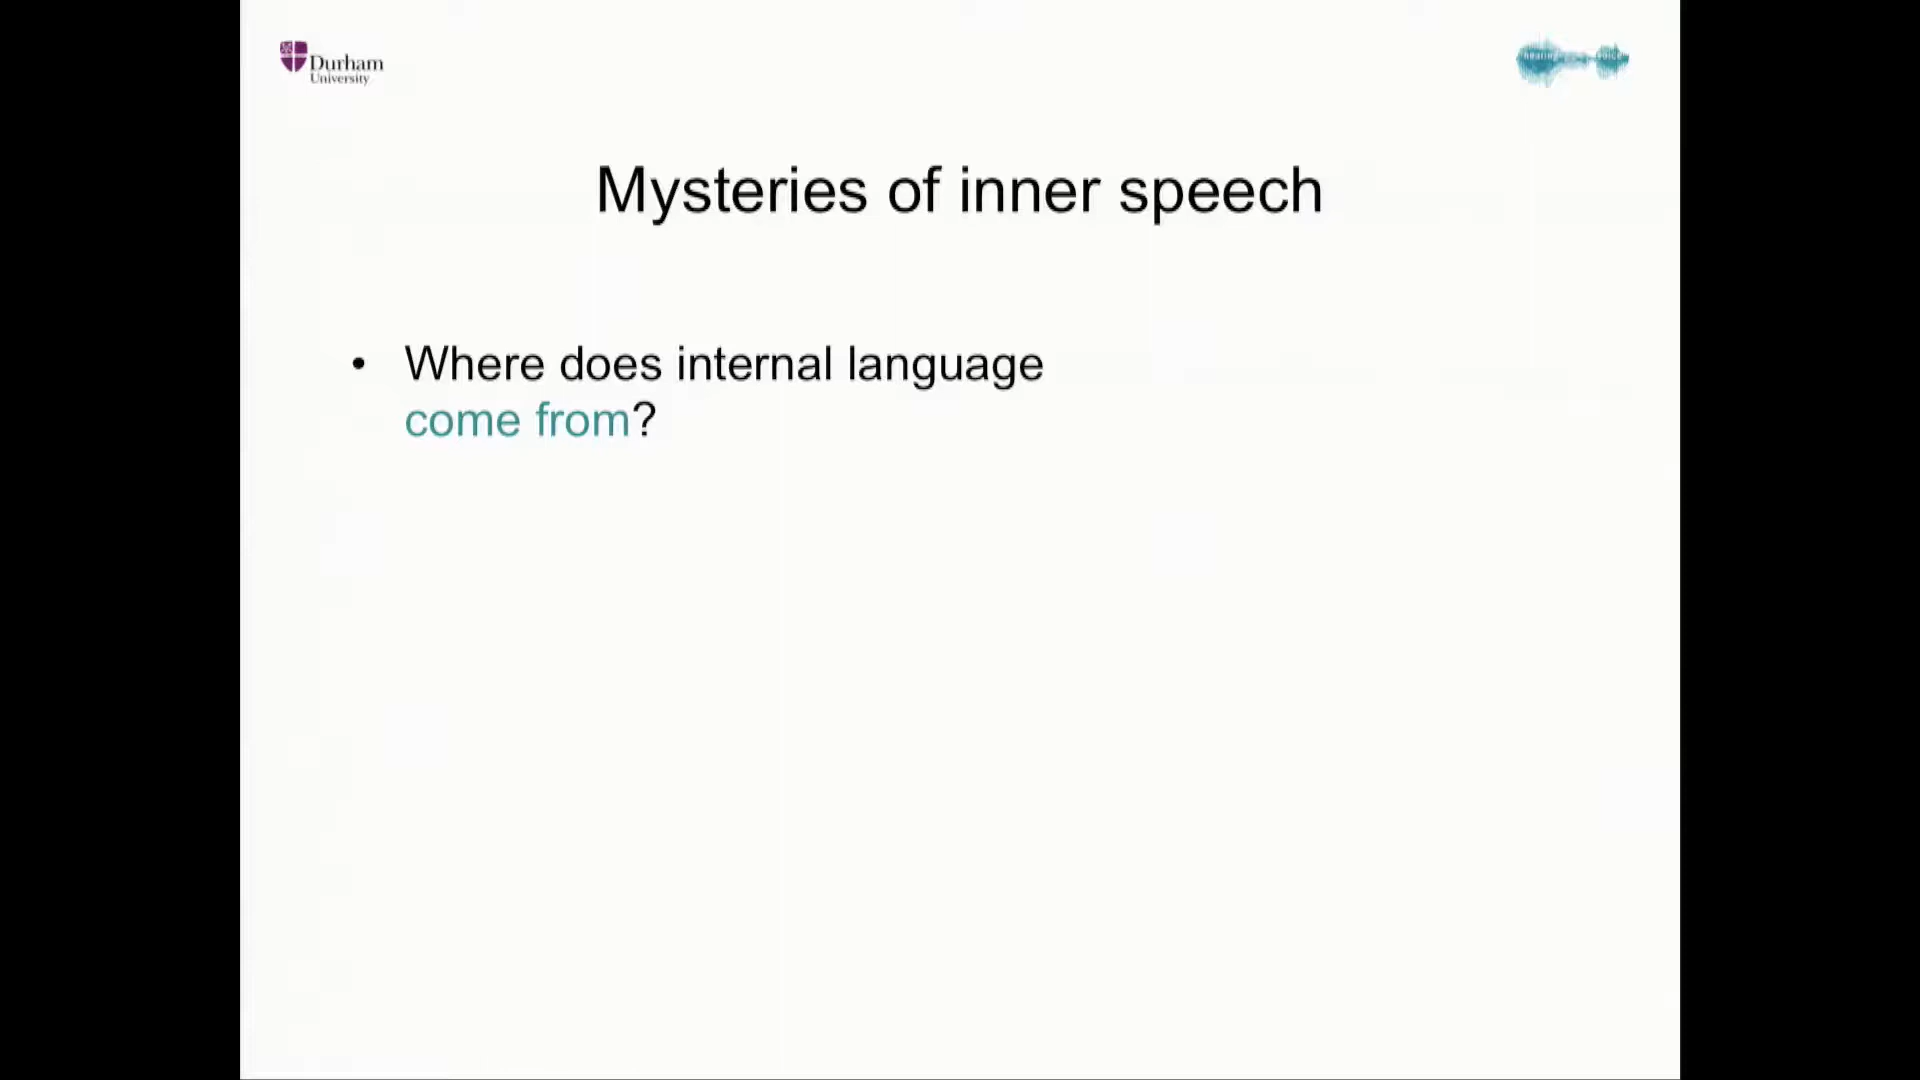 Durham
University
Mysteries of inner speech
• Where does internal language
come from?